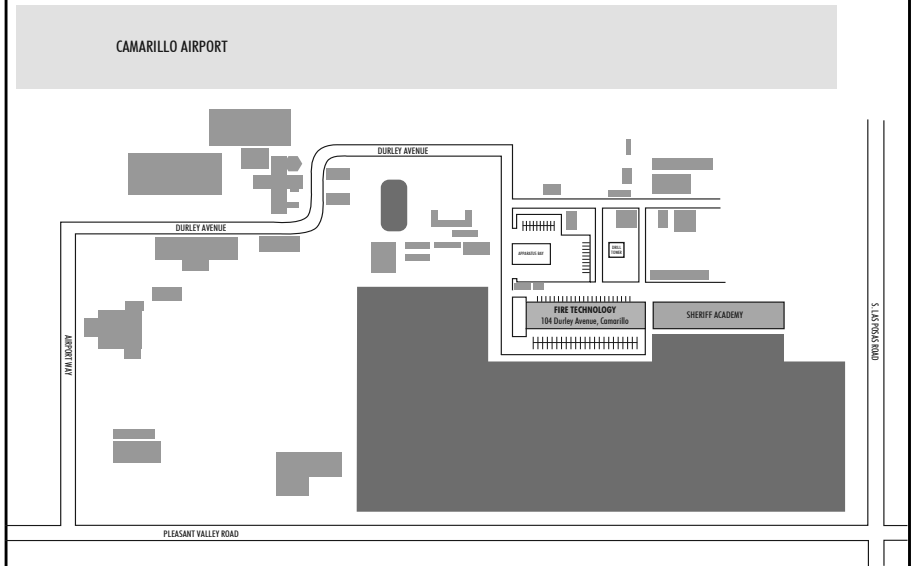 CAMARILLO AIRPORT
DURLEY AVENUE
DURLEY AVENUE
APPARATUS BAY
DRILL
TOWER
FIRE TECHNOLOGY
104 Durley Avenue, Camarillo
SHERIFF ACADEMY
AIRPORT WAY
S. LAS POSAS ROAD
PLEASANT VALLEY ROAD